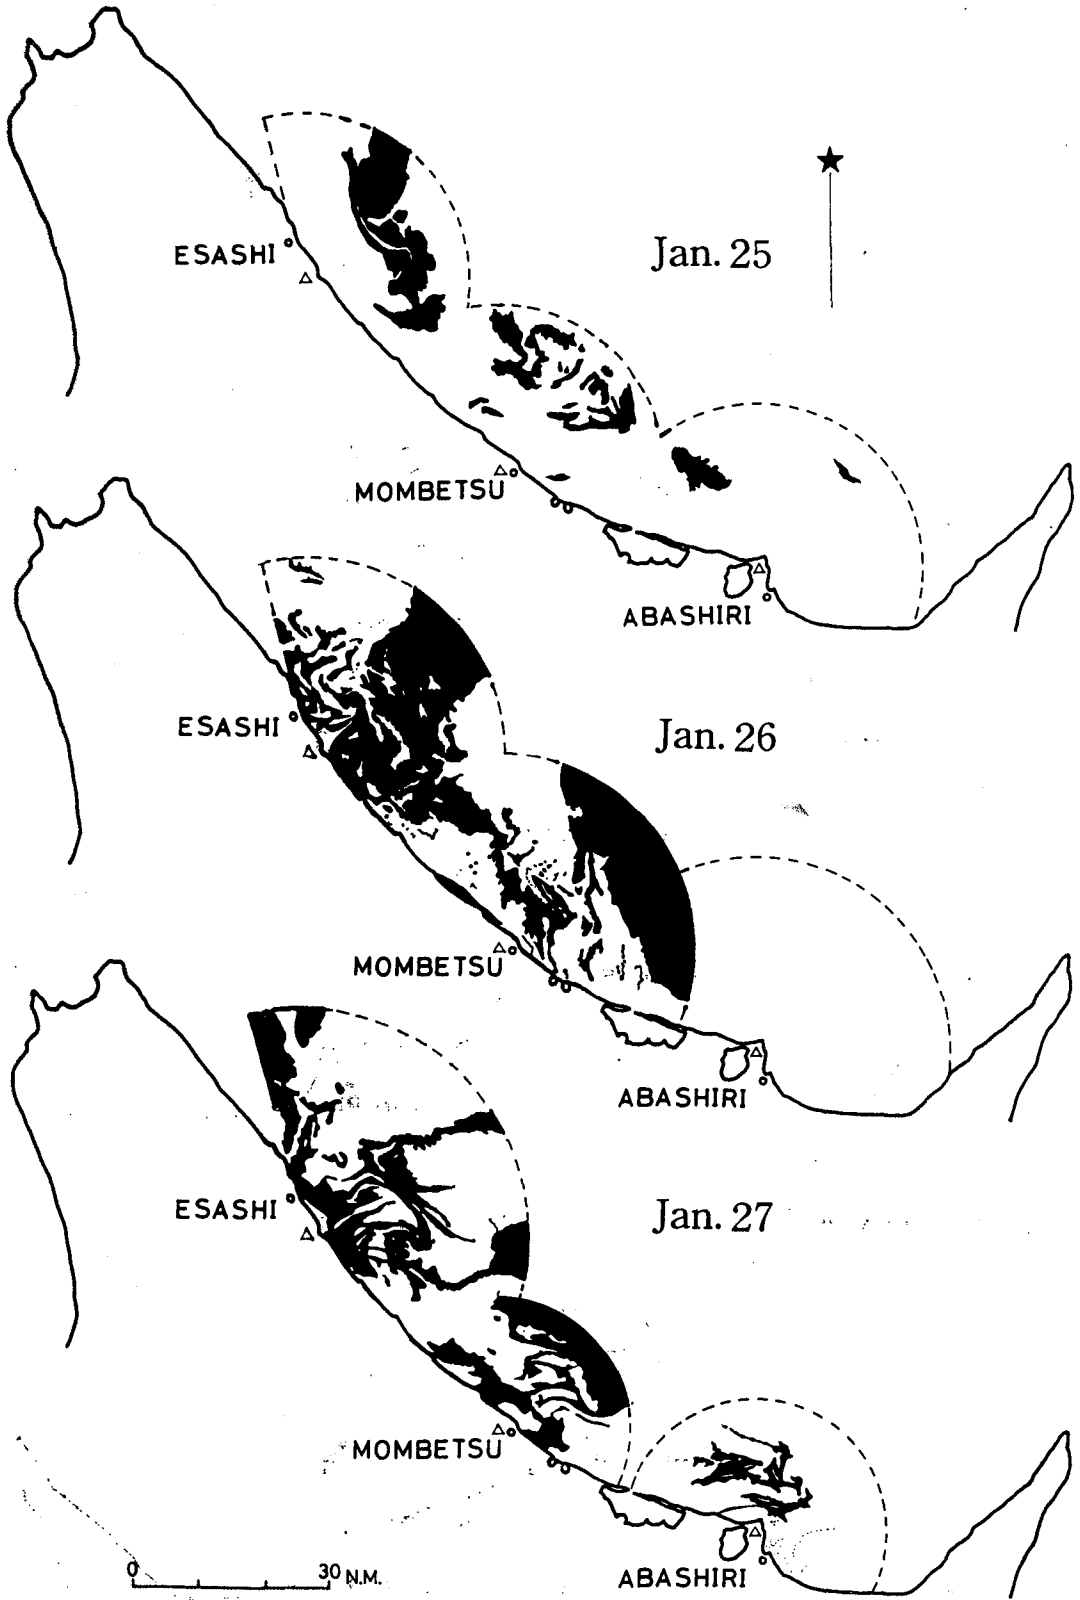 Jan. 25
ESASHI
MOMBETSU
ABASHIRI
Jan. 26
ESASHI
MOMBETSU
ABASHIRI
Jan. 27
ESASHI
MOMBETSU
ABASHIRI
0 30 N.M.